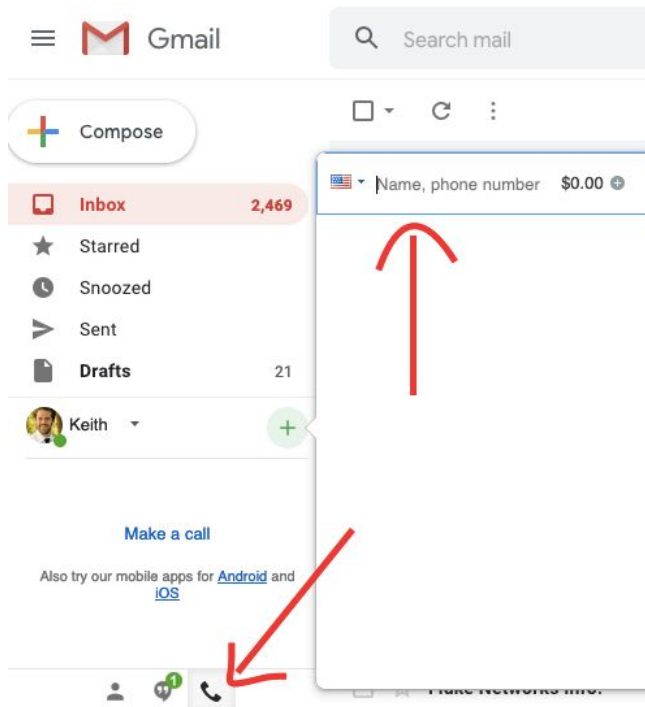 Gmail
Search mail
Compose
Name, phone number $0.00
Inbox 2,469
Starred
Snoozed
Sent
Drafts 21
Keith
Make a call
Also try our mobile apps for Android and
iOS
1